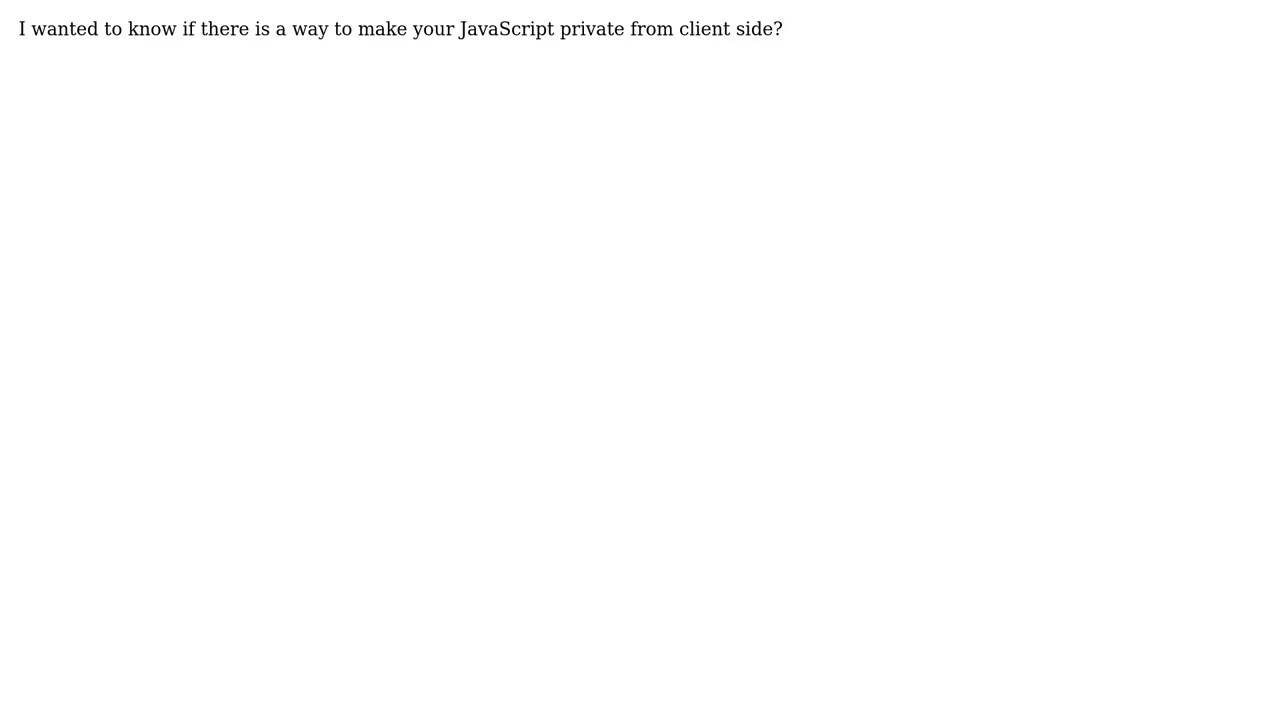 I wanted to know if there is a way to make your JavaScript private from client side?